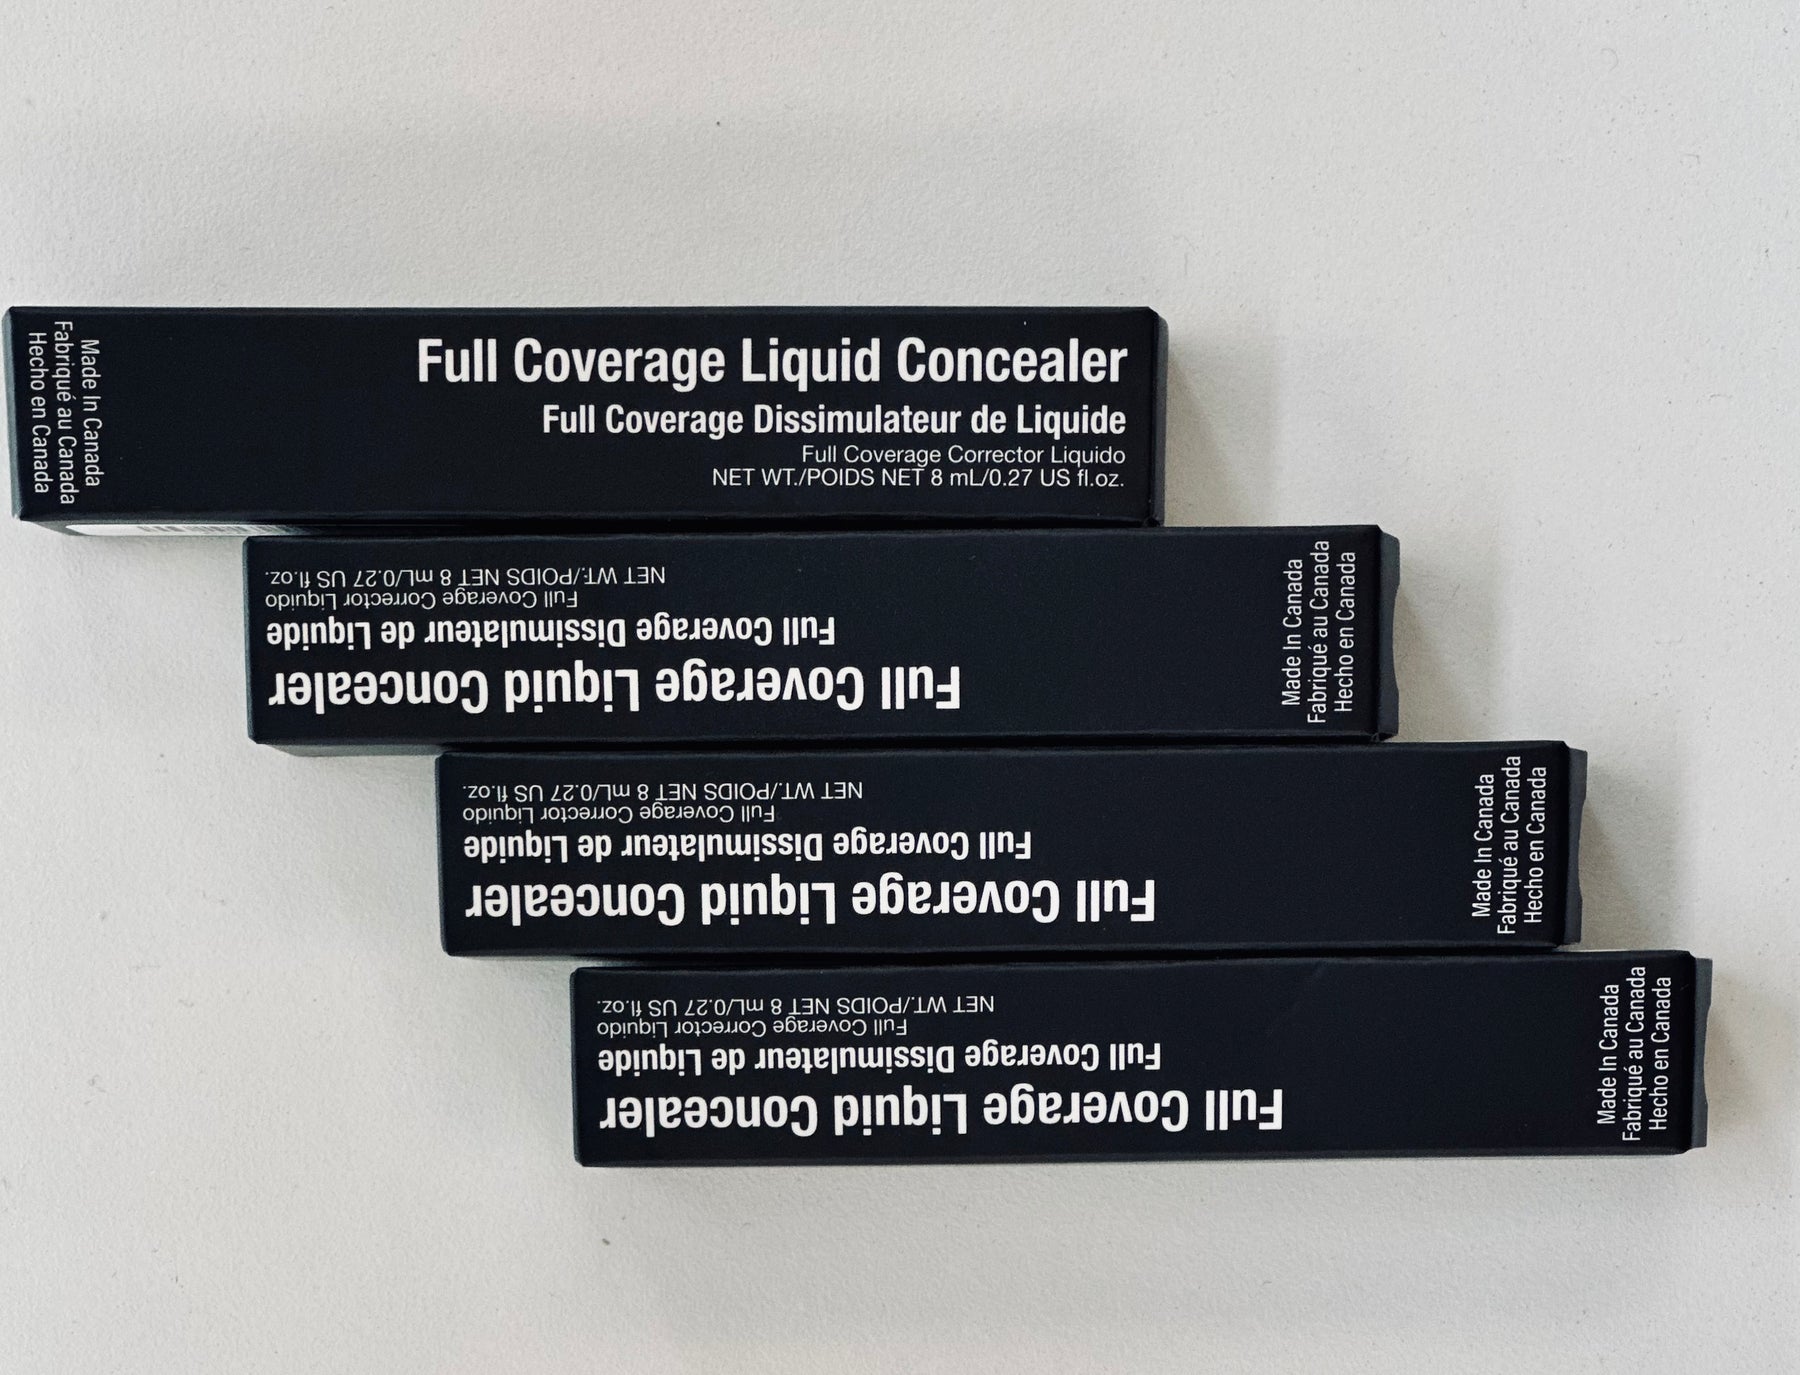 Full Coverage Liquid Concealer
Full Coverage Dissimulateur de Liquide
Full Coverage Corrector Liquido
NET WT./POIDS NET 8 mL/0.27 US fl.oz.
Made In Canada
Fabriqué au Canada
Hecho en Canada
Full Coverage Liquid Concealer
Full Coverage Dissimulateur de Liquide
Full Coverage Corrector Liquido
NET WT./POIDS NET 8 mL/0.27 US fl.oz.
Made In Canada
Fabriqué au Canada
Hecho en Canada
Full Coverage Liquid Concealer
Full Coverage Dissimulateur de Liquide
Full Coverage Corrector Liquido
NET WT./POIDS NET 8 mL/0.27 US fl.oz.
Made In Canada
Fabriqué au Canada
Hecho en Canada
Full Coverage Liquid Concealer
Full Coverage Dissimulateur de Liquide
Full Coverage Corrector Liquido
NET WT./POIDS NET 8 mL/0.27 US fl.oz.
Made In Canada
Fabriqué au Canada
Hecho en Canada